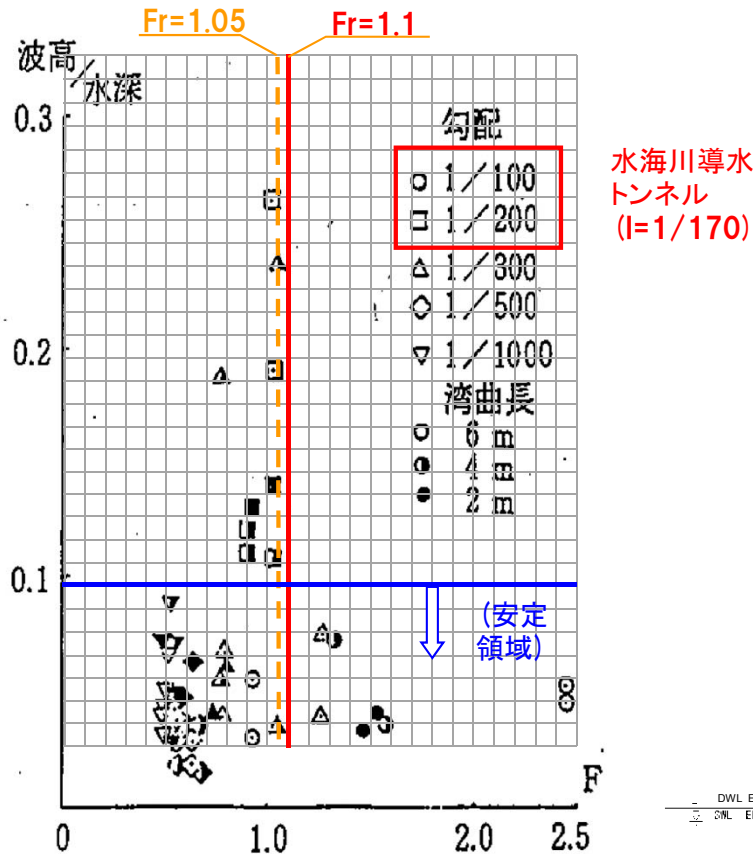 Fr=1.05
Fr=1.1
波高/水深
0.3
0.2
0.1
勾配
1/100
1/200
1/300
1/500
1/1000
湾曲長
6 m
4 m
2 m
水海川導水
トンネル
(I=1/170)
(安定
領域)
F
0
1.0
2.0
2.5
DWL E